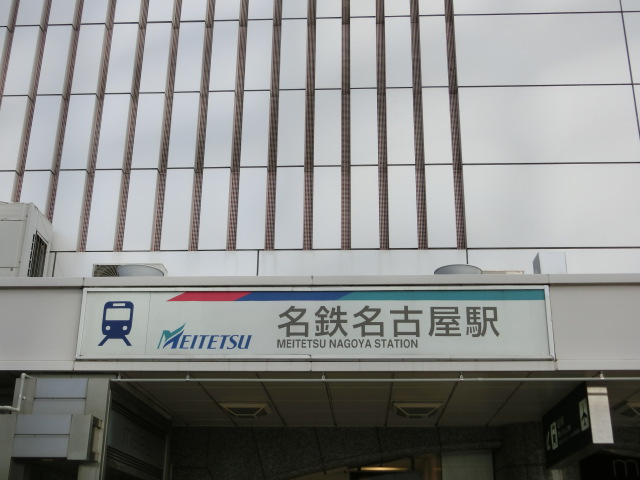 MEITETSU
名鉄名古屋駅
MEITETSU NAGOYA STATION